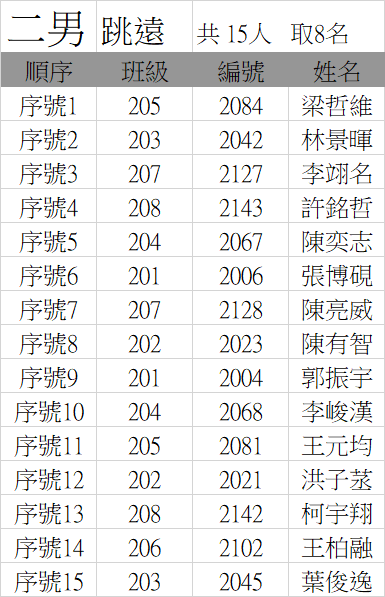 二男 跳遠 共 15人 取8名
順序 班級 編號 姓名
序號1 205 2084 梁哲維
序號2 203 2042 林景暉
序號3 207 2127 李翊名
序號4 208 2143 許銘哲
序號5 204 2067 陳奕志
序號6 201 2006 張博硯
序號7 207 2128 陳亮威
序號8 202 2023 陳有智
序號9 201 2004 郭振宇
序號10 204 2068 李峻漢
序號11 205 2081 王元均
序號12 202 2021 洪子莃
序號13 208 2142 柯宇翔
序號14 206 2102 王柏融
序號15 203 2045 葉俊逸